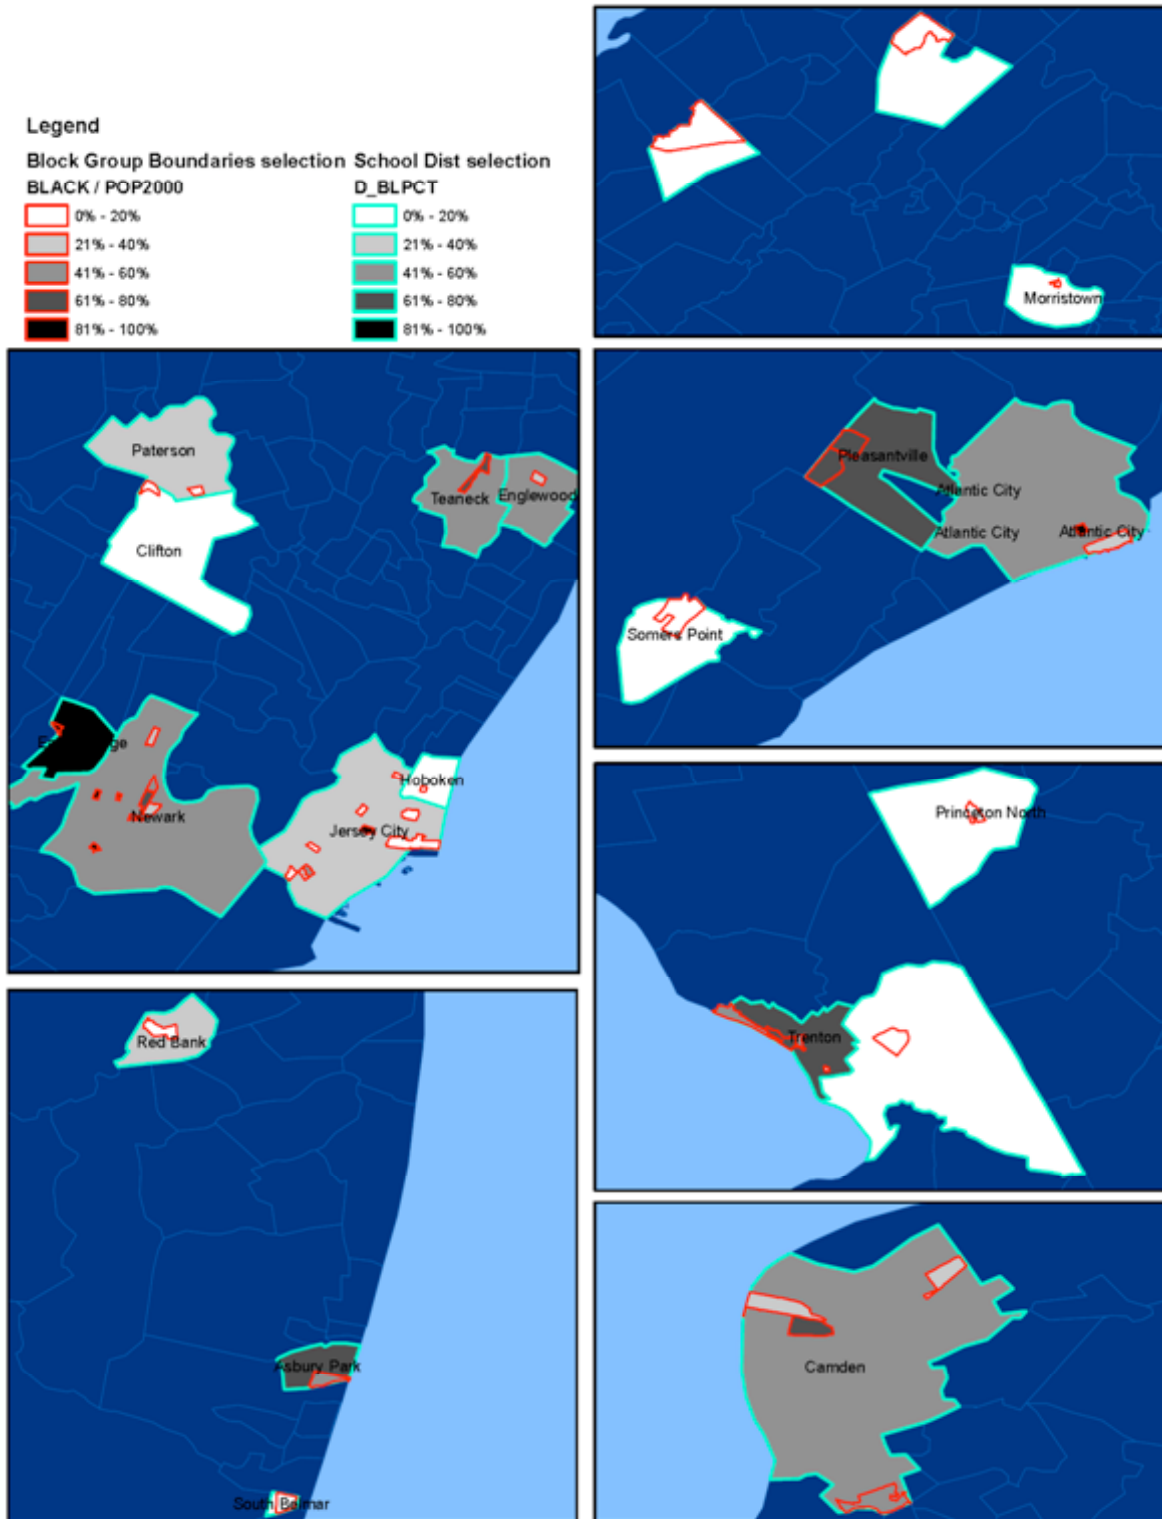 Legend
Block Group Boundaries selection School Dist selection
BLACK / POP2000 D_BLPCT
0% - 20% 0% - 20%
21% - 40% 21% - 40%
41% - 60% 41% - 60%
61% - 80% 61% - 80%
81% - 100% 81% - 100%
Morristown
Paterson
Teaneck Englewood
Clifton
Newark
Hoboken
Jersey City
Pleasantville
Atlantic City
Atlantic City Atlantic City
Somers Point
Princeton North
Trenton
Red Bank
Asbury Park
South Belmar
Camden